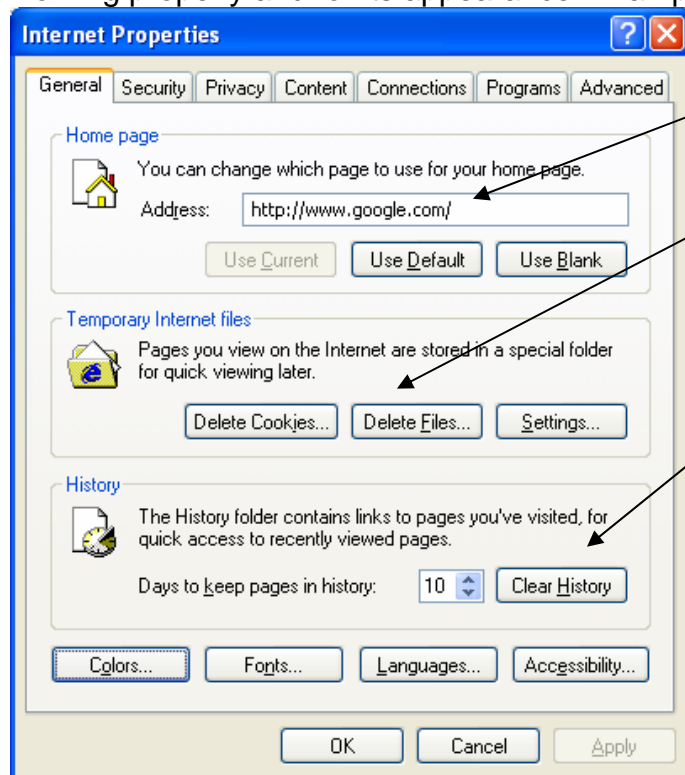 Internet Properties
General Security Privacy Content Connections Programs Advanced
Home page
You can change which page to use for your home page.
Address: http://www.google.com/
Use Current Use Default Use Blank
Temporary Internet files
Pages you view on the Internet are stored in a special folder
for quick viewing later.
Delete Cookies... Delete Files... Settings...
History
The History folder contains links to pages you've visited, for
quick access to recently viewed pages.
Days to keep pages in history: 10 Clear History
Colors... Fonts... Languages... Accessibility...
OK Cancel Apply